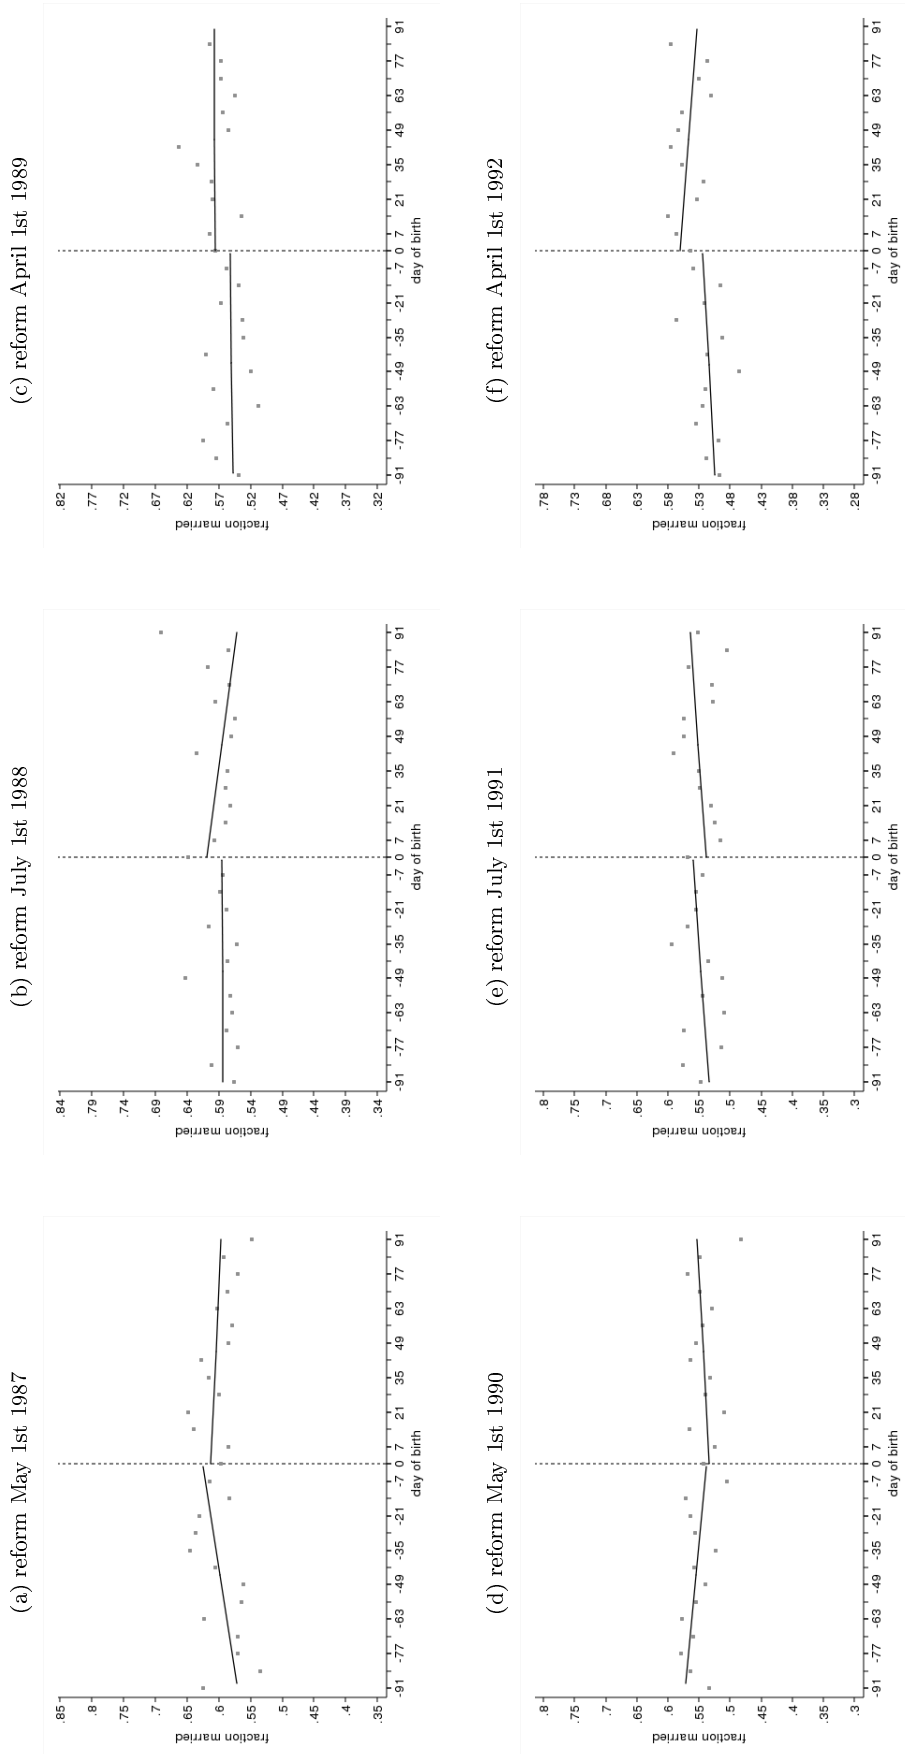 (a) reform May 1st 1987
fraction married
.85
.8
.75
.7
.65
.6
.55
.5
.45
.4
.35
-91 -77 -63 -49 -35 -21 -7 0 7 21 35 49 63 77 91
day of birth
(b) reform July 1st 1988
fraction married
.84
.79
.74
.69
.64
.59
.54
.49
.44
.39
.34
-91 -77 -63 -49 -35 -21 -7 0 7 21 35 49 63 77 91
day of birth
(c) reform April 1st 1989
fraction married
.82
.77
.72
.67
.62
.57
.52
.47
.42
.37
.32
-91 -77 -63 -49 -35 -21 -7 0 7 21 35 49 63 77 91
day of birth
(d) reform May 1st 1990
fraction married
.8
.75
.7
.65
.6
.55
.5
.45
.4
.35
.3
-91 -77 -63 -49 -35 -21 -7 0 7 21 35 49 63 77 91
day of birth
(e) reform July 1st 1991
fraction married
.8
.75
.7
.65
.6
.55
.5
.45
.4
.35
.3
-91 -77 -63 -49 -35 -21 -7 0 7 21 35 49 63 77 91
day of birth
(f) reform April 1st 1992
fraction married
.78
.73
.68
.63
.58
.53
.48
.43
.38
.33
.28
-91 -77 -63 -49 -35 -21 -7 0 7 21 35 49 63 77 91
day of birth